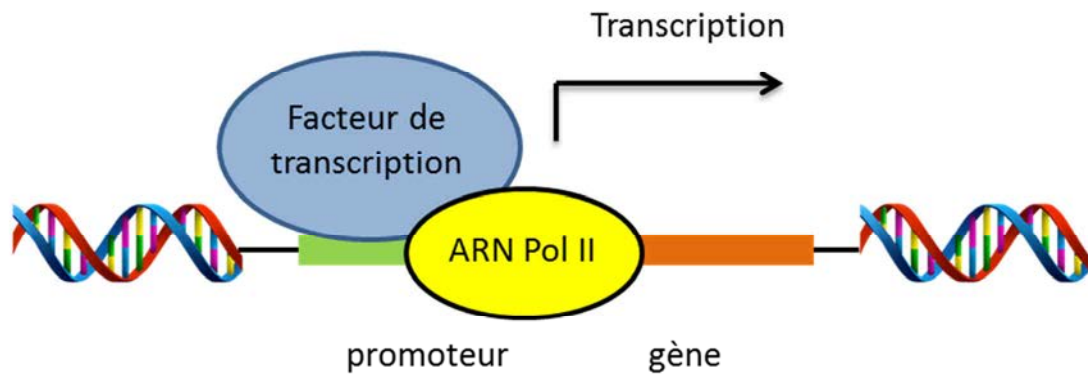 Transcription
Facteur de
transcription
ARN Pol II
promoteur
gène